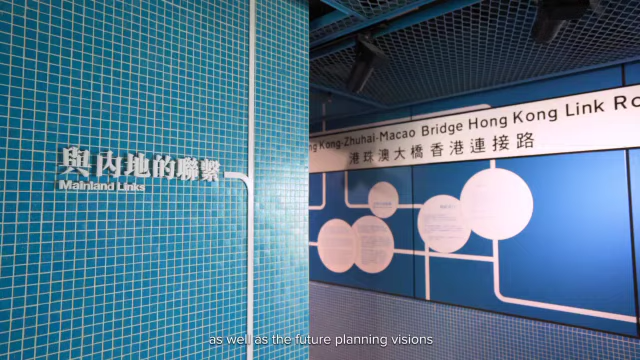 與內地的聯繫
Mainland Links
ng Kong-Zhuhai-Macao Bridge Hong Kong Link Ro
港珠澳大橋香港連接路
as well as the future planning visions